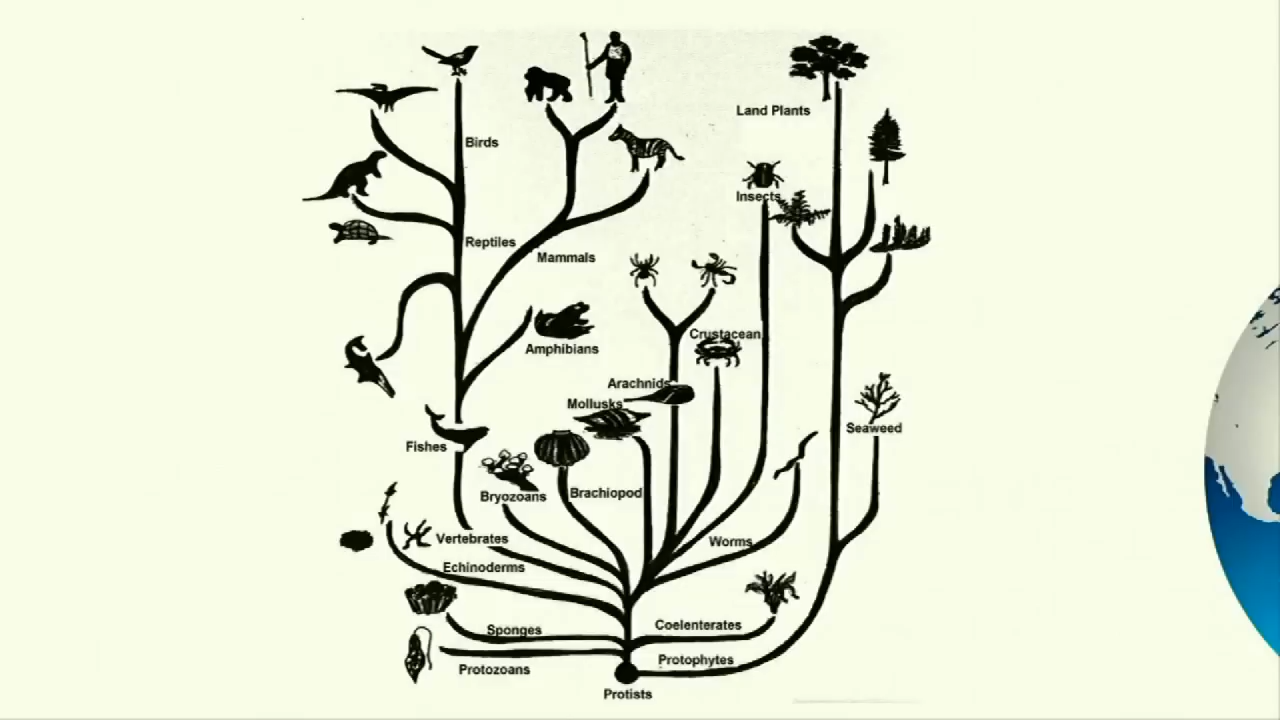 Land Plants
Birds
Insects
Reptiles
Mammals
Crustacean
Amphibians
Arachnids
Mollusks
Seaweed
Fishes
Bryozoans
Brachiopod
Vertebrates
Worms
Echinoderms
Sponges
Coelenterates
Protozoans
Protophytes
Protists